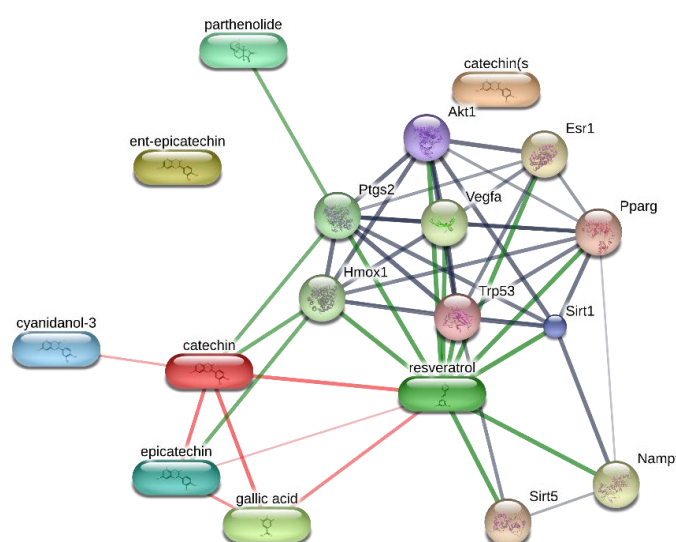 parthenolide
catechin(s
Akt1
Esr1
ent-epicatechin
Ptgs2
Vegfa
Pparg
Hmox1
Trp53
Sirt1
cyanidanol-3
catechin
resveratrol
epicatechin
Nampt
gallic acid
Sirt5